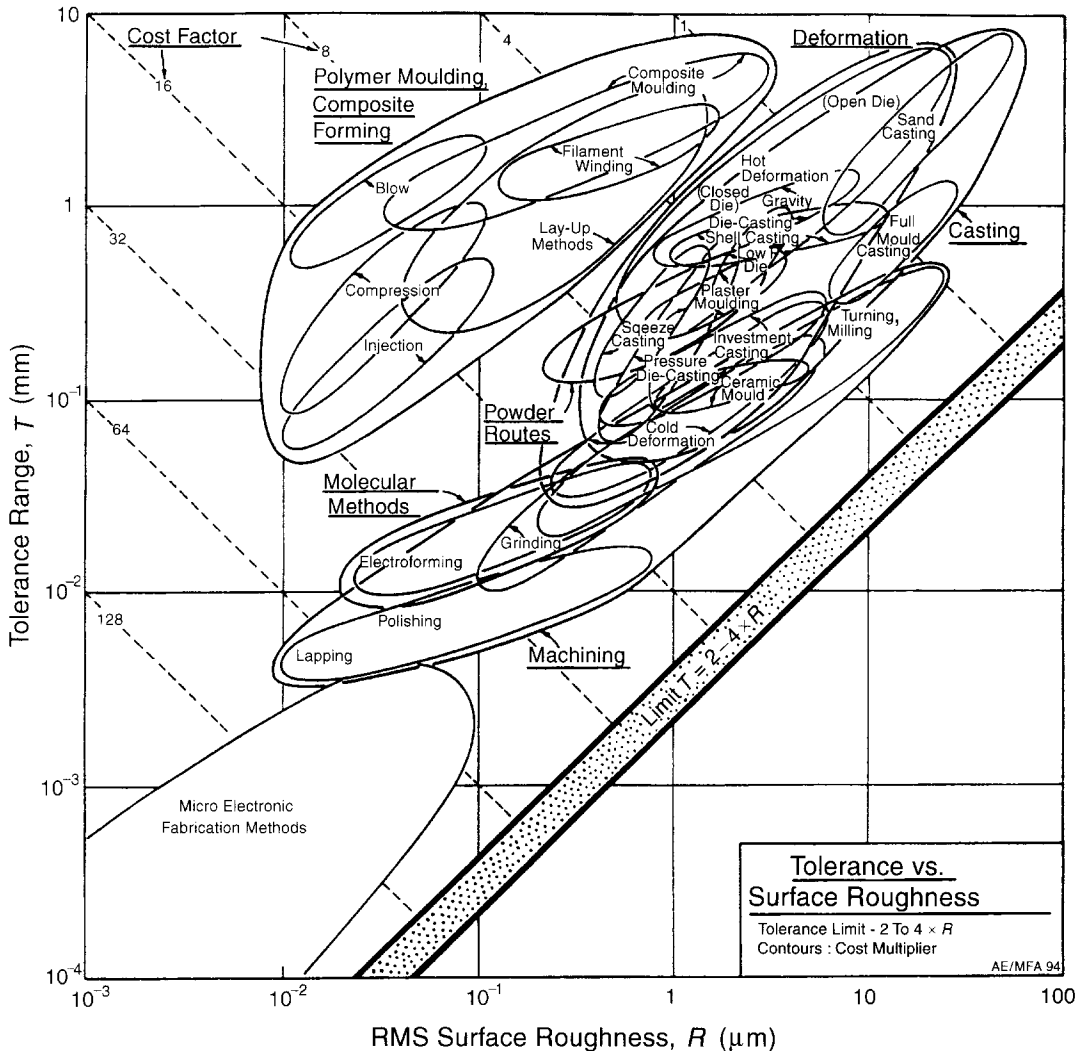 10
Cost Factor
8
4
1
Deformation
16
Polymer Moulding,
Composite
Forming
Composite
Moulding
(Open Die)
Sand
Casting
Filament
Winding
Hot
Deformation
Blow
(Closed
Die)
Gravity
1
32
Die-Casting
Shell Casting
Low P
Die
Full
Mould
Casting
Casting
Lay-Up
Methods
Compression
Plaster
Moulding
Turning,
Milling
Injection
Sqeeze
Casting
Investment
Casting
Pressure
Die-Casting
Ceramic
Mould
10⁻¹
64
Powder
Routes
Cold
Deformation
Molecular
Methods
Grinding
Electroforming
10⁻²
128
Polishing
Lapping
Machining
Limit T = 2–4 × R
10⁻³
Micro Electronic
Fabrication Methods
Tolerance vs.
Surface Roughness
Tolerance Limit - 2 To 4 × R
Contours : Cost Multiplier
AE/MFA 94
10⁻⁴
10⁻³
10⁻²
10⁻¹
1
10
100
Tolerance Range, T (mm)
RMS Surface Roughness, R (μm)